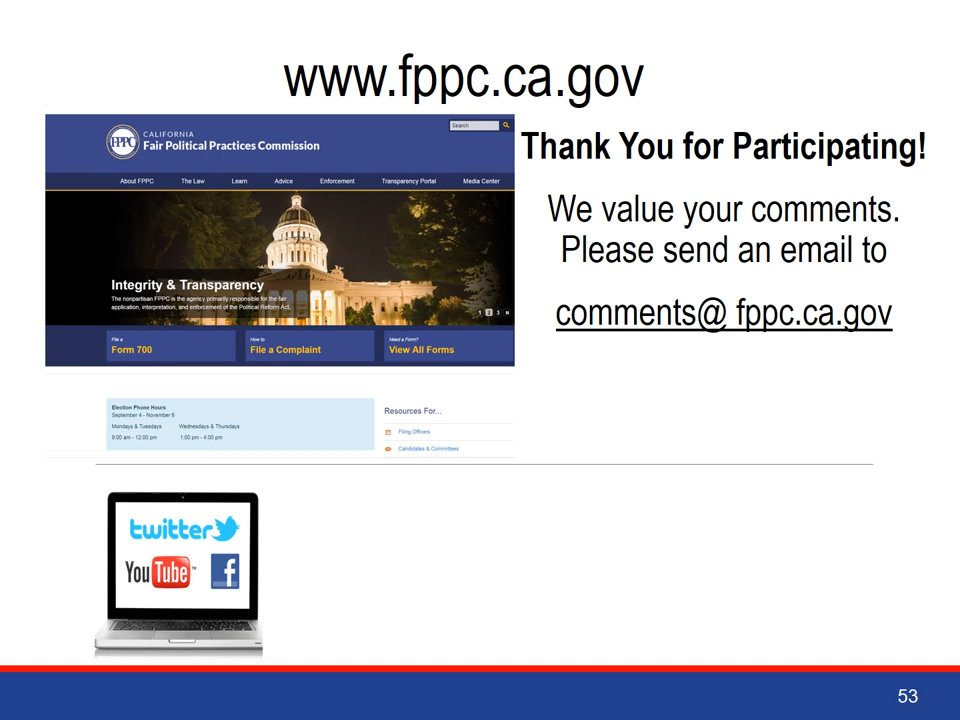 www.fppc.ca.gov
FPPC
CALIFORNIA
Fair Political Practices Commission
Search
About FPPC The Law Learn Advice Enforcement Transparency Portal Media Center
Integrity & Transparency
The nonpartisan FPPC is the agency primarily responsible for the fair
application, interpretation, and enforcement of the Political Reform Act.
1 2 3
File a
Form 700
How to
File a Complaint
Need a Form?
View All Forms
Election Phone Hours
September 4 - November 6
Mondays & Tuesdays Wednesdays & Thursdays
9:00 am - 12:00 pm 1:00 pm - 4:00 pm
Resources For...
Filing Officers
Candidates & Committees
Thank You for Participating!
We value your comments.
Please send an email to
comments@ fppc.ca.gov
twitter
YouTube™ f
53